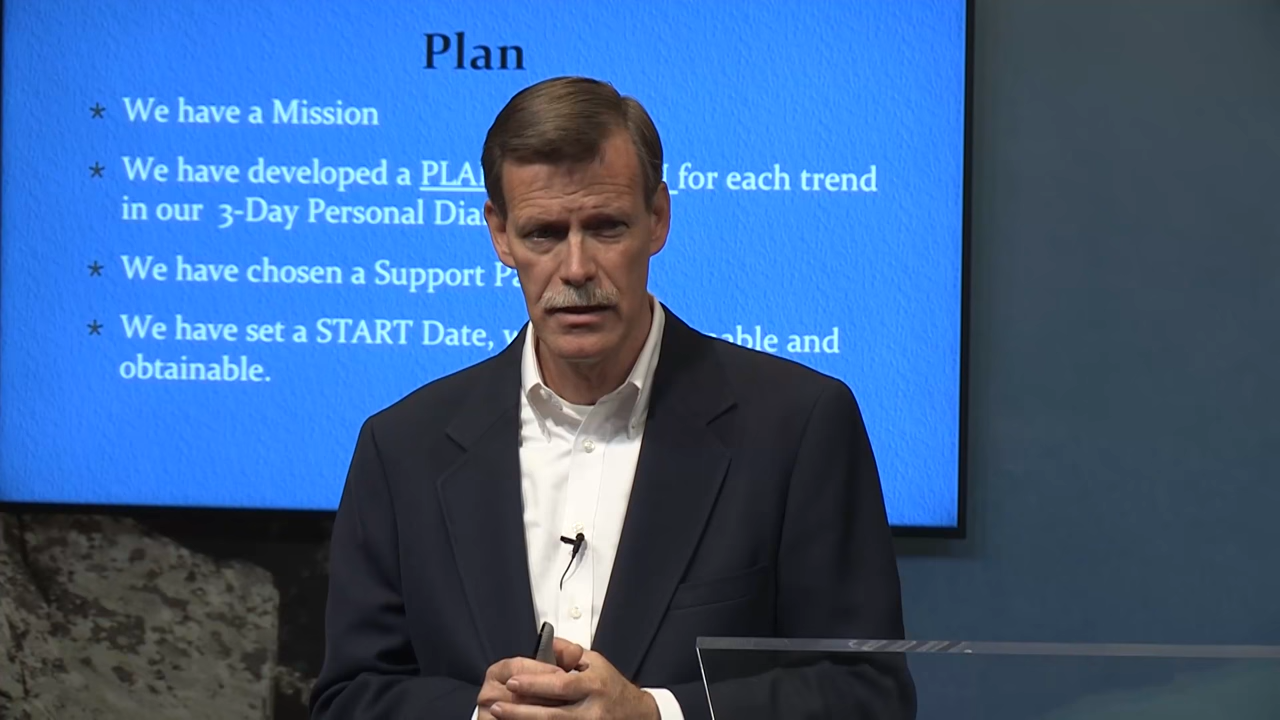 Plan
* We have a Mission
* We have developed a for each trend
in our 3-Day Personal
* We have chosen a Support
* We have set a START Date, and
obtainable.